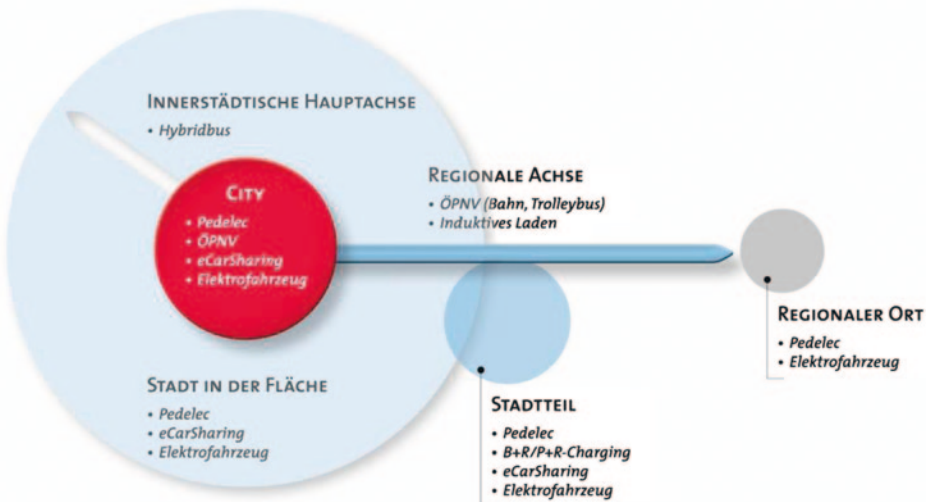 INNERSTÄDTISCHE HAUPTACHSE
• Hybridbus
CITY
• Pedelec
• ÖPNV
• eCarSharing
• Elektrofahrzeug
REGIONALE ACHSE
• ÖPNV (Bahn, Trolleybus)
• Induktives Laden
REGIONALER ORT
• Pedelec
• Elektrofahrzeug
STADT IN DER FLÄCHE
• Pedelec
• eCarSharing
• Elektrofahrzeug
STADTTEIL
• Pedelec
• B+R/P+R-Charging
• eCarSharing
• Elektrofahrzeug